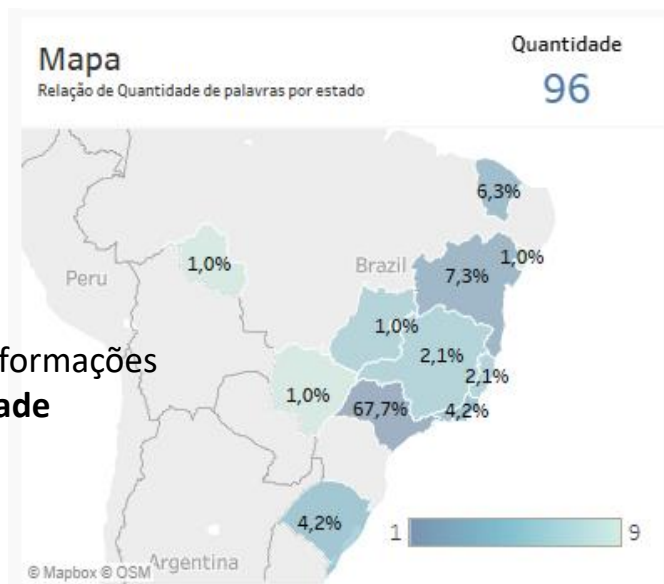 Quantidade
Mapa
96
Relação de Quantidade de palavras por estado
6,3%
1,0%
1,0%
Brazil
Peru
7,3%
1,0%
formações
2,1%
ade
1,0%
2,1%
67,7%
4,2%
4,2%
1
9
© Mapbox © OSM
Argentina